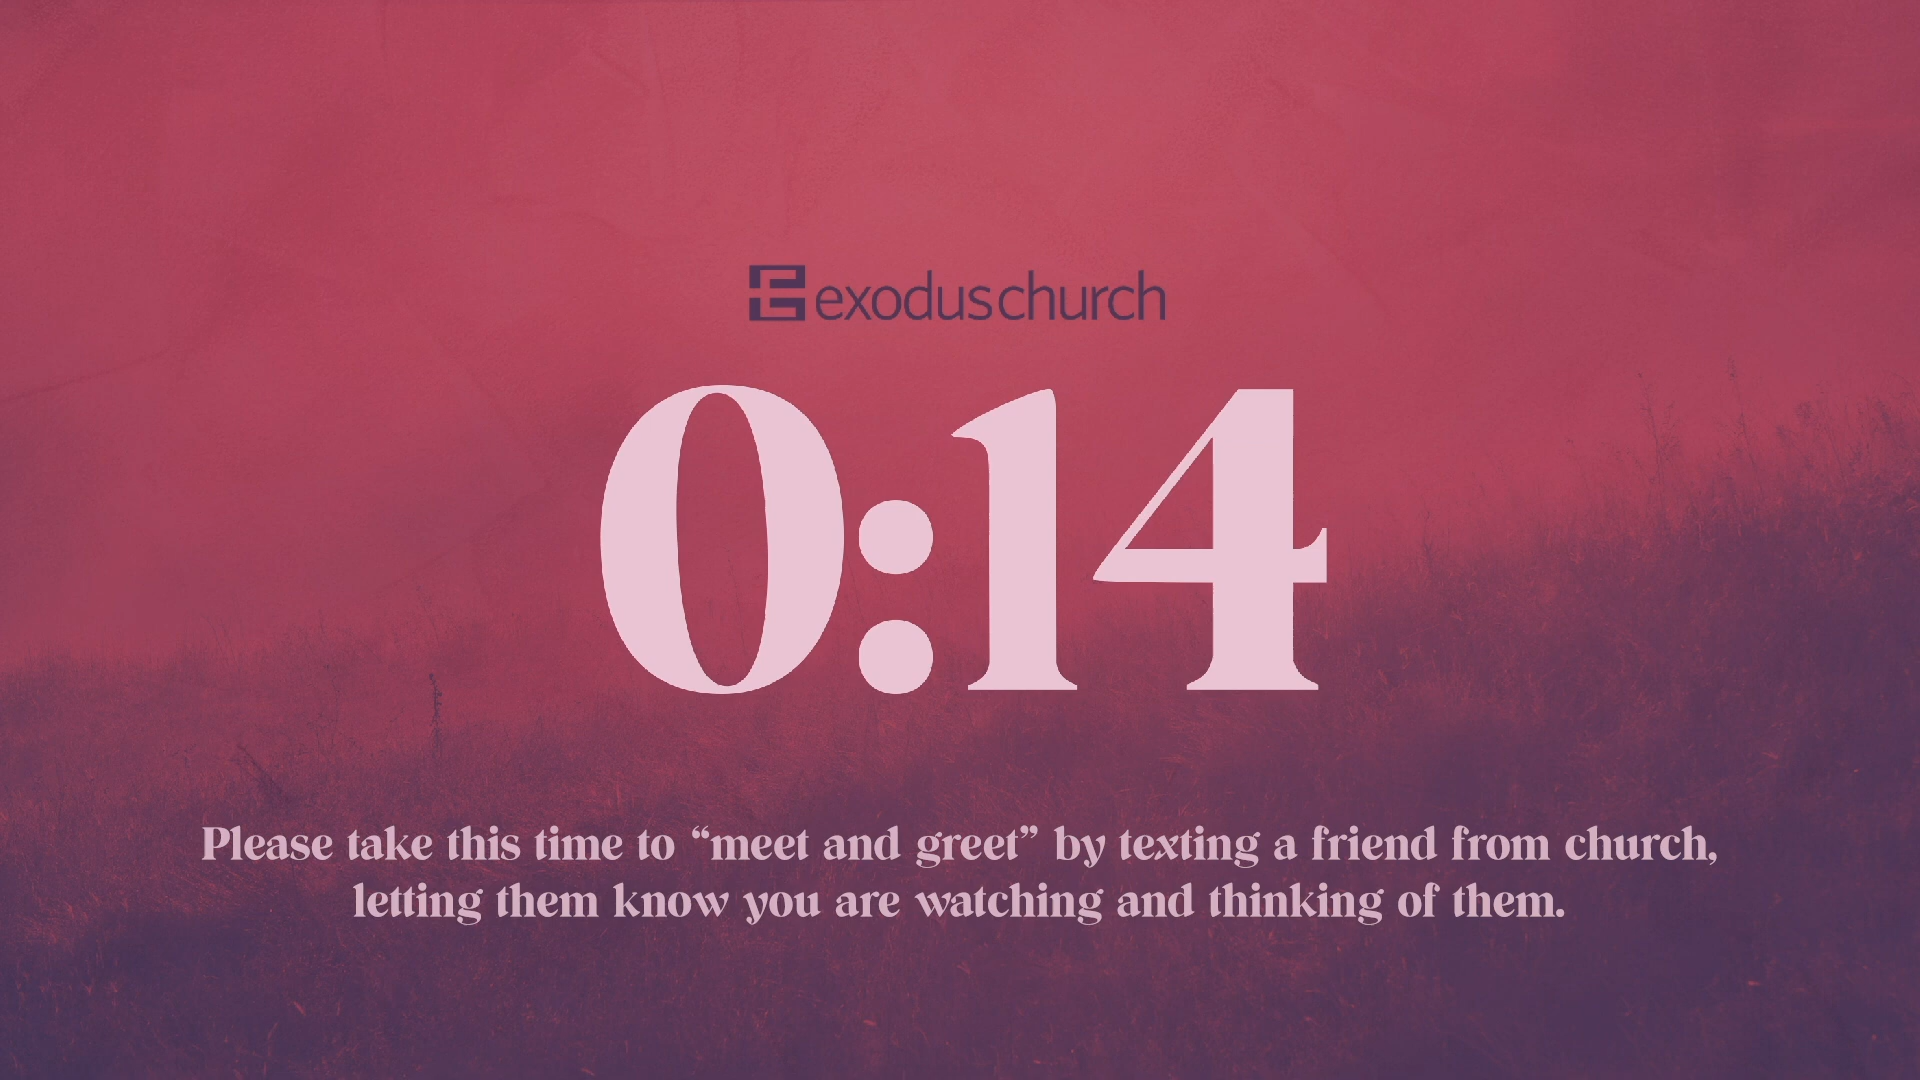 exoduschurch
0:14
Please take this time to “meet and greet” by texting a friend from church,
letting them know you are watching and thinking of them.